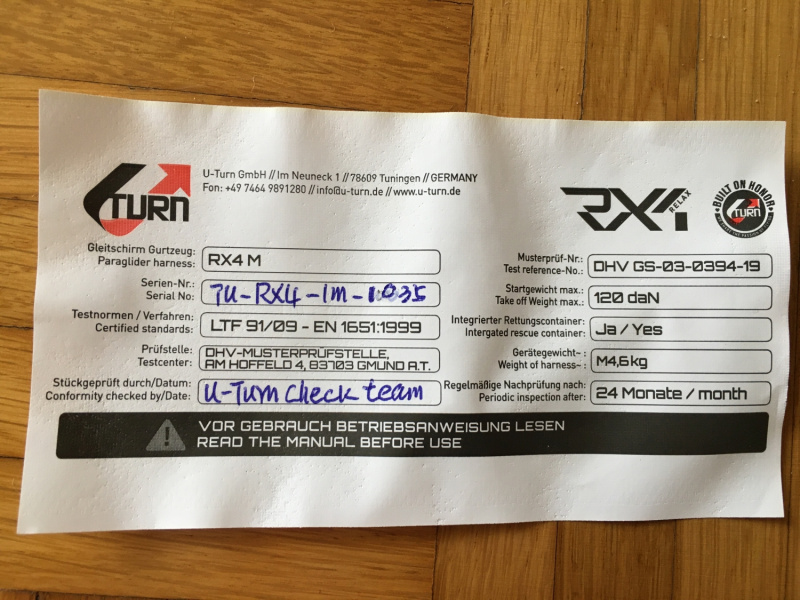 TURN
U-Turn GmbH // Im Neuneck 1 // 78609 Tuningen // GERMANY
Fon: +49 7464 9891280 // info@u-turn.de // www.u-turn.de
RX4
RELAX
BUILT ON HONOR
TURN
Gleitschirm Gurtzeug:
Paraglider harness:
RX4 M
Serien-Nr.:
Serial No:
Testnormen / Verfahren:
Certified standards:
LTF 91/09 - EN 1651:1999
Prüfstelle:
Testcenter:
DHV-MUSTERPRÜFSTELLE,
AM HOFFELD 4, 83703 GMUND A.T.
Stückgeprüft durch/Datum:
Conformity checked by/Date:
U-Turn check team
Musterprüf-Nr.:
Test reference-No.:
DHV GS-03-0394-19
Startgewicht max.:
Take off Weight max.:
120 daN
Integrierter Rettungscontainer:
Intergated rescue container:
Ja / Yes
Gerätegewicht- :
Weight of harness- :
M4,6kg
Regelmäßige Nachprüfung nach:
Periodic inspection after:
24 Monate / month
VOR GEBRAUCH BETRIEBSANWEISUNG LESEN
READ THE MANUAL BEFORE USE